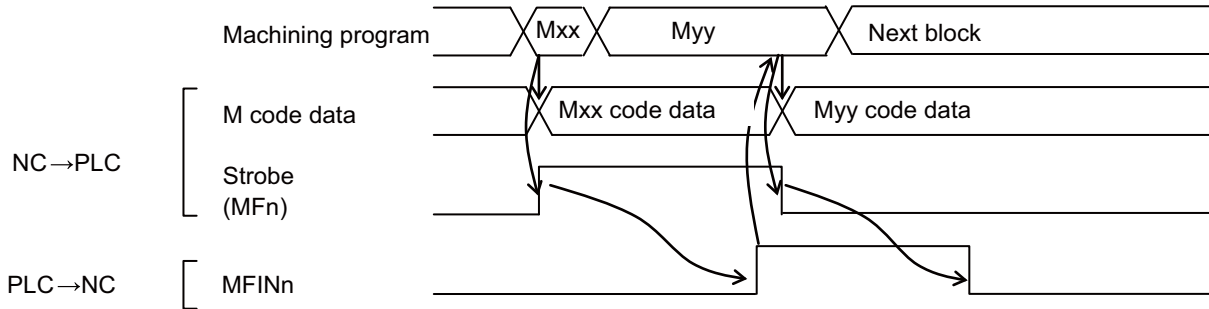 Machining program Mxx Myy Next block
M code data Mxx code data Myy code data
NC→PLC
Strobe
(MFn)
PLC→NC MFINn